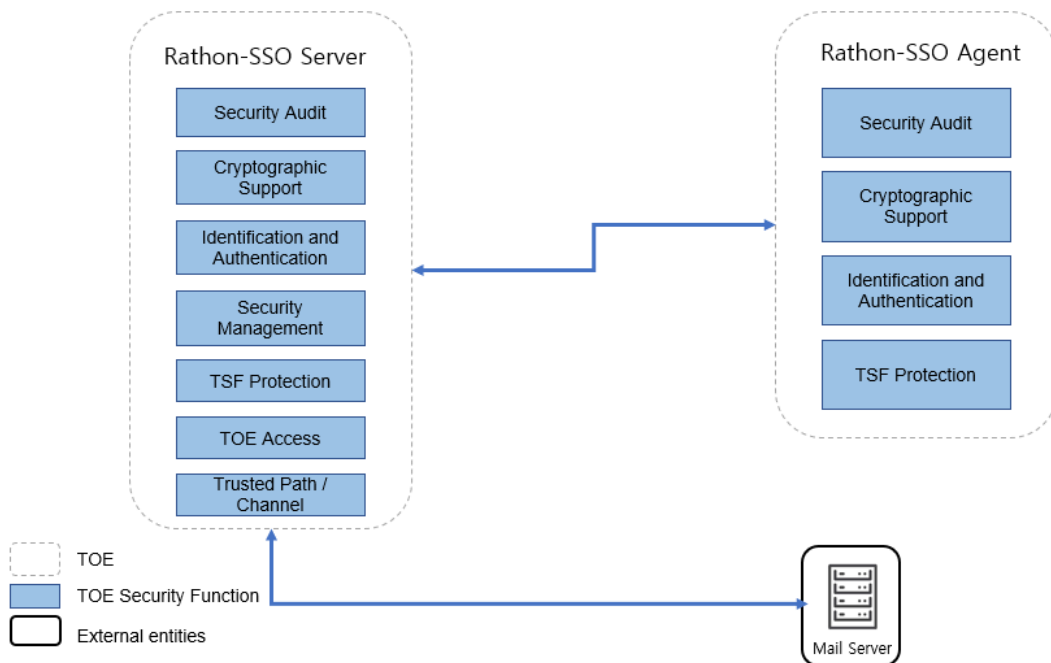 Rathon-SSO Server
Security Audit
Cryptographic
Support
Identification and
Authentication
Security
Management
TSF Protection
TOE Access
Trusted Path /
Channel
Rathon-SSO Agent
Security Audit
Cryptographic
Support
Identification and
Authentication
TSF Protection
TOE
TOE Security Function
External entities
Mail Server